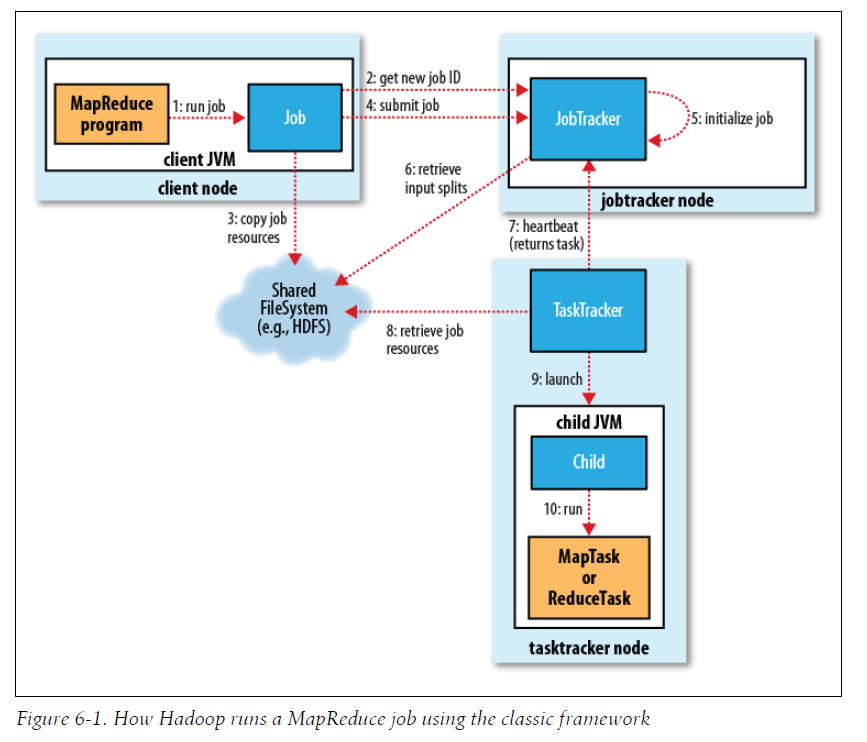 MapReduce
program
1: run job
Job
client JVM
client node
2: get new job ID
4: submit job
JobTracker
5: initialize job
jobtracker node
3: copy job
resources
6: retrieve
input splits
7: heartbeat
(returns task)
Shared
FileSystem
(e.g., HDFS)
8: retrieve job
resources
TaskTracker
9: launch
child JVM
Child
10: run
MapTask
or
ReduceTask
tasktracker node
Figure 6-1. How Hadoop runs a MapReduce job using the classic framework